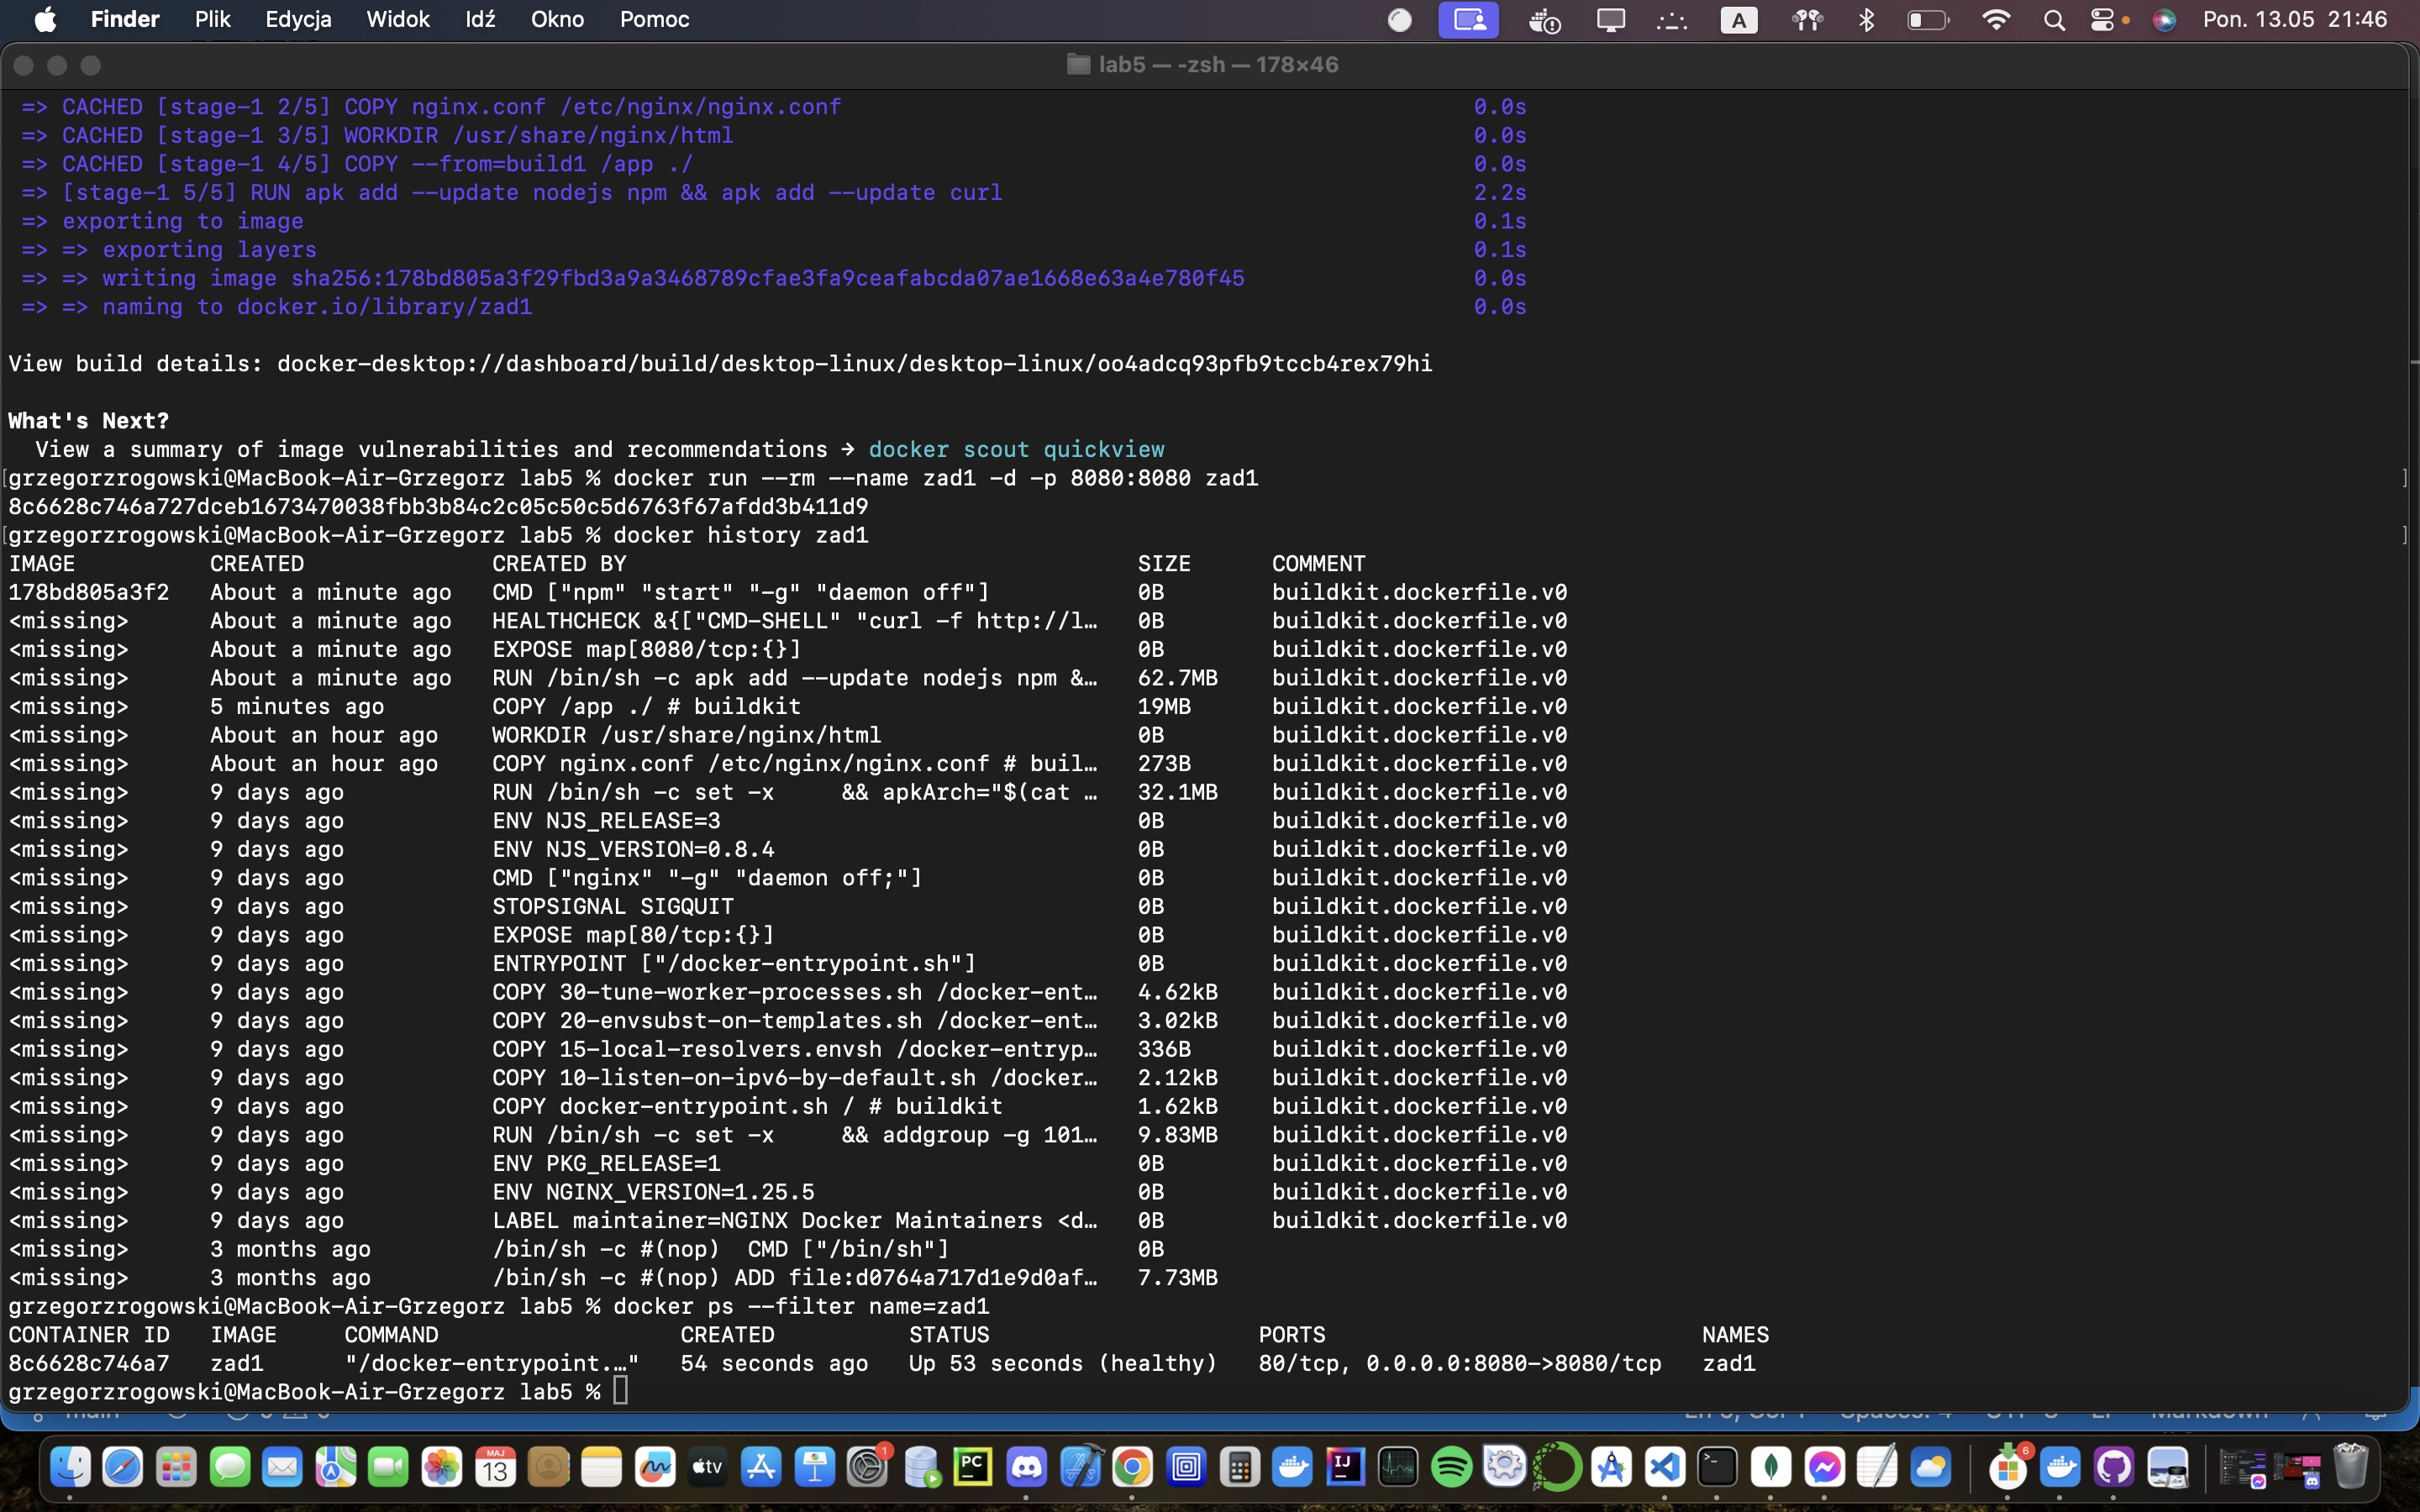 Finder Plik Edycja Widok Idź Okno Pomoc A Pon. 13.05 21:46
lab5 — -zsh — 178×46
=> CACHED [stage-1 2/5] COPY nginx.conf /etc/nginx/nginx.conf 0.0s
=> CACHED [stage-1 3/5] WORKDIR /usr/share/nginx/html 0.0s
=> CACHED [stage-1 4/5] COPY --from=build1 /app ./ 0.0s
=> [stage-1 5/5] RUN apk add --update nodejs npm && apk add --update curl 2.2s
=> exporting to image 0.1s
=> => exporting layers 0.1s
=> => writing image sha256:178bd805a3f29fbd3a9a3468789cfae3fa9ceafabcda07ae1668e63a4e780f45 0.0s
=> => naming to docker.io/library/zad1 0.0s
View build details: docker-desktop://dashboard/build/desktop-linux/desktop-linux/oo4adcq93pfb9tccb4rex79hi
What's Next?
View a summary of image vulnerabilities and recommendations → docker scout quickview
[grzegorzrogowski@MacBook-Air-Grzegorz lab5 % docker run --rm --name zad1 -d -p 8080:8080 zad1 ]
8c6628c746a727dceb1673470038fbb3b84c2c05c50c5d6763f67afdd3b411d9
[grzegorzrogowski@MacBook-Air-Grzegorz lab5 % docker history zad1 ]
IMAGE CREATED CREATED BY SIZE COMMENT
178bd805a3f2 About a minute ago CMD ["npm" "start" "-g" "daemon off"] 0B buildkit.dockerfile.v0
<missing> About a minute ago HEALTHCHECK &{["CMD-SHELL" "curl -f http://l… 0B buildkit.dockerfile.v0
<missing> About a minute ago EXPOSE map[8080/tcp:{}] 0B buildkit.dockerfile.v0
<missing> About a minute ago RUN /bin/sh -c apk add --update nodejs npm &… 62.7MB buildkit.dockerfile.v0
<missing> 5 minutes ago COPY /app ./ # buildkit 19MB buildkit.dockerfile.v0
<missing> About an hour ago WORKDIR /usr/share/nginx/html 0B buildkit.dockerfile.v0
<missing> About an hour ago COPY nginx.conf /etc/nginx/nginx.conf # buil… 273B buildkit.dockerfile.v0
<missing> 9 days ago RUN /bin/sh -c set -x && apkArch="$(cat … 32.1MB buildkit.dockerfile.v0
<missing> 9 days ago ENV NJS_RELEASE=3 0B buildkit.dockerfile.v0
<missing> 9 days ago ENV NJS_VERSION=0.8.4 0B buildkit.dockerfile.v0
<missing> 9 days ago CMD ["nginx" "-g" "daemon off;"] 0B buildkit.dockerfile.v0
<missing> 9 days ago STOPSIGNAL SIGQUIT 0B buildkit.dockerfile.v0
<missing> 9 days ago EXPOSE map[80/tcp:{}] 0B buildkit.dockerfile.v0
<missing> 9 days ago ENTRYPOINT ["/docker-entrypoint.sh"] 0B buildkit.dockerfile.v0
<missing> 9 days ago COPY 30-tune-worker-processes.sh /docker-ent… 4.62kB buildkit.dockerfile.v0
<missing> 9 days ago COPY 20-envsubst-on-templates.sh /docker-ent… 3.02kB buildkit.dockerfile.v0
<missing> 9 days ago COPY 15-local-resolvers.envsh /docker-entryp… 336B buildkit.dockerfile.v0
<missing> 9 days ago COPY 10-listen-on-ipv6-by-default.sh /docker… 2.12kB buildkit.dockerfile.v0
<missing> 9 days ago COPY docker-entrypoint.sh / # buildkit 1.62kB buildkit.dockerfile.v0
<missing> 9 days ago RUN /bin/sh -c set -x && addgroup -g 101… 9.83MB buildkit.dockerfile.v0
<missing> 9 days ago ENV PKG_RELEASE=1 0B buildkit.dockerfile.v0
<missing> 9 days ago ENV NGINX_VERSION=1.25.5 0B buildkit.dockerfile.v0
<missing> 9 days ago LABEL maintainer=NGINX Docker Maintainers <d… 0B buildkit.dockerfile.v0
<missing> 3 months ago /bin/sh -c #(nop) CMD ["/bin/sh"] 0B
<missing> 3 months ago /bin/sh -c #(nop) ADD file:d0764a717d1e9d0af… 7.73MB
grzegorzrogowski@MacBook-Air-Grzegorz lab5 % docker ps --filter name=zad1
CONTAINER ID IMAGE COMMAND CREATED STATUS PORTS NAMES
8c6628c746a7 zad1 "/docker-entrypoint.…" 54 seconds ago Up 53 seconds (healthy) 80/tcp, 0.0.0.0:8080->8080/tcp zad1
grzegorzrogowski@MacBook-Air-Grzegorz lab5 %
MAJ
13
tv
1
PC
IJ
6